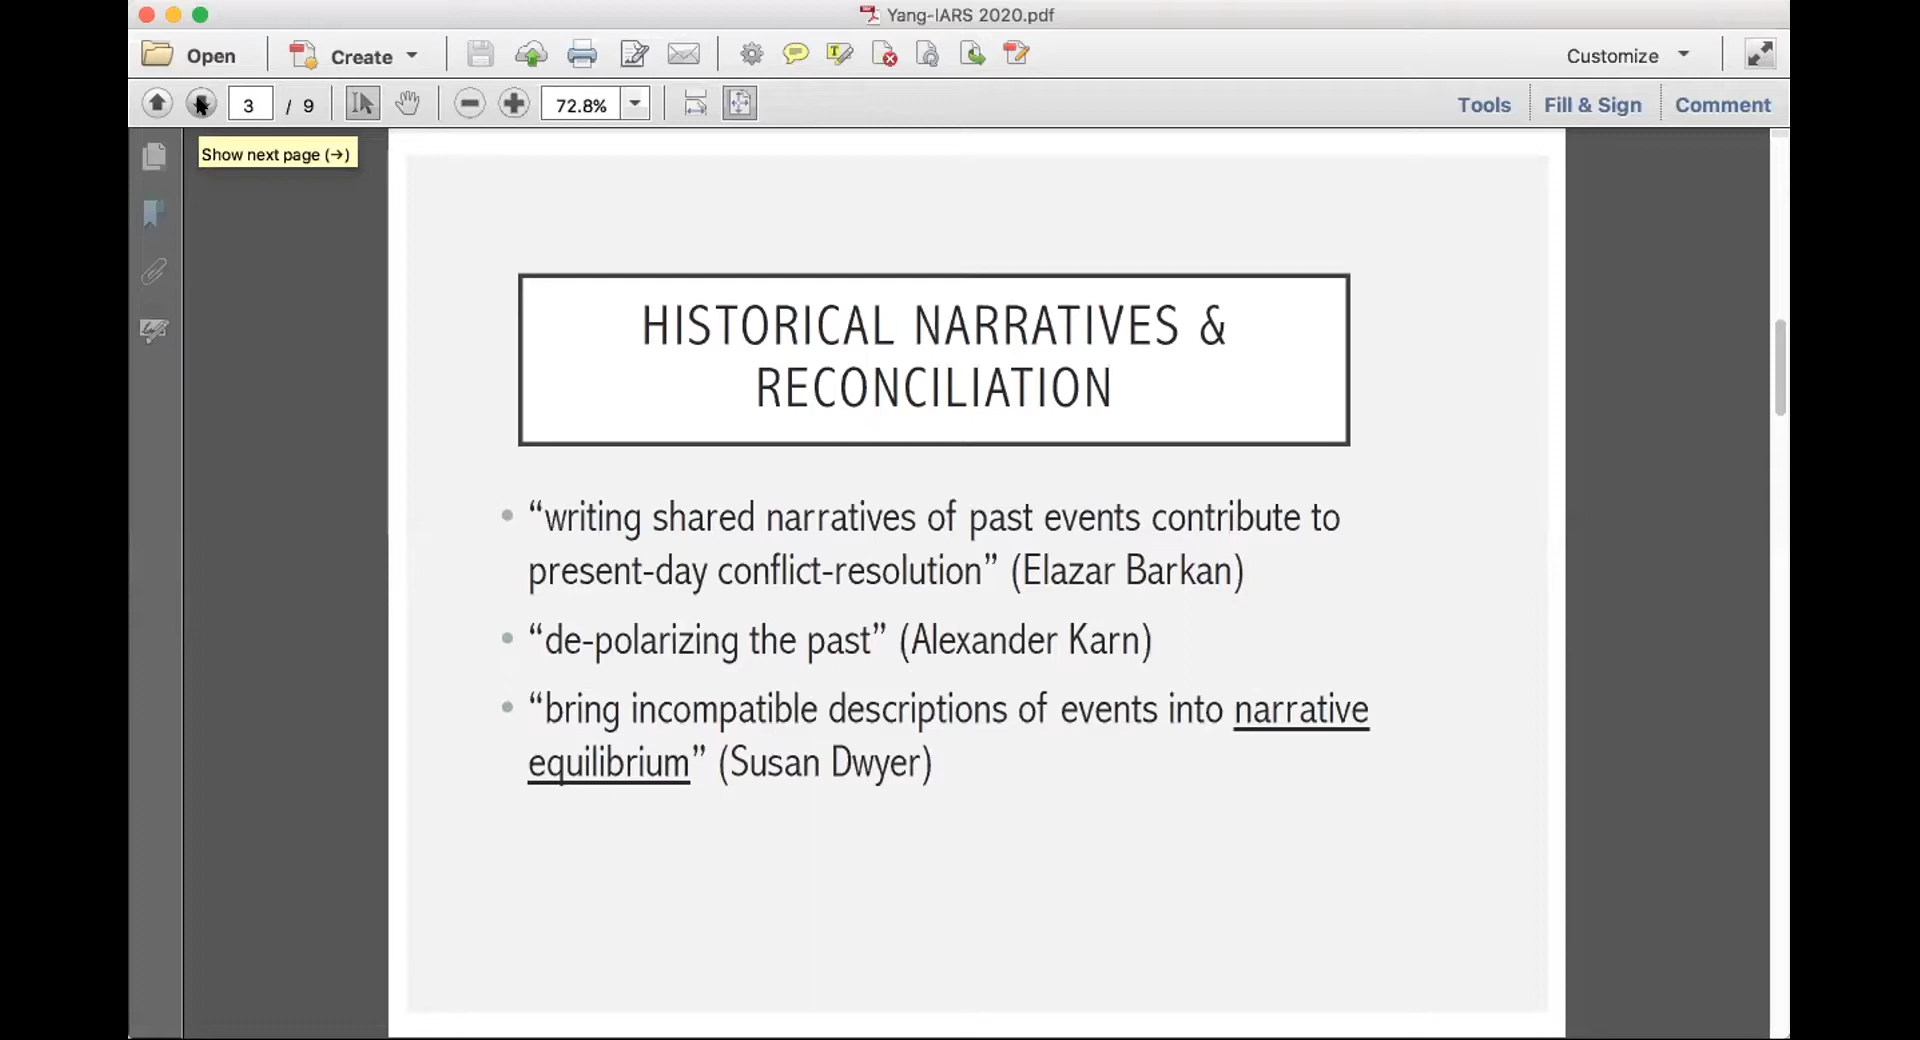 Yang-IARS 2020.pdf
Open
Create
Customize
3 / 9
72.8%
Tools
Fill & Sign
Comment
Show next page (→)
HISTORICAL NARRATIVES &
RECONCILIATION
• “writing shared narratives of past events contribute to
present-day conflict-resolution” (Elazar Barkan)
• “de-polarizing the past” (Alexander Karn)
• “bring incompatible descriptions of events into narrative
equilibrium” (Susan Dwyer)